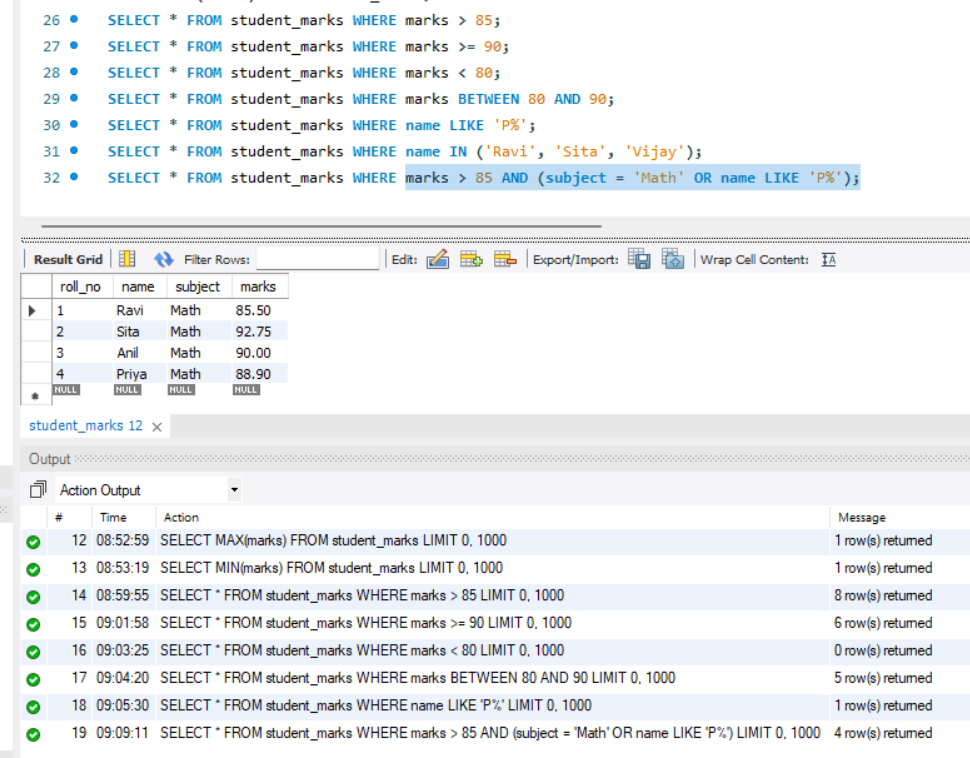 26 SELECT * FROM student_marks WHERE marks > 85;
27 SELECT * FROM student_marks WHERE marks >= 90;
28 SELECT * FROM student_marks WHERE marks < 80;
29 SELECT * FROM student_marks WHERE marks BETWEEN 80 AND 90;
30 SELECT * FROM student_marks WHERE name LIKE 'P%';
31 SELECT * FROM student_marks WHERE name IN ('Ravi', 'Sita', 'Vijay');
32 SELECT * FROM student_marks WHERE marks > 85 AND (subject = 'Math' OR name LIKE 'P%');
Result Grid Filter Rows: Edit: Export/Import: Wrap Cell Content: IA
roll_no name subject marks
1 Ravi Math 85.50
2 Sita Math 92.75
3 Anil Math 90.00
4 Priya Math 88.90
NULL NULL NULL NULL
student_marks 12
Output
Action Output
# Time Action Message
12 08:52:59 SELECT MAX(marks) FROM student_marks LIMIT 0, 1000 1 row(s) returned
13 08:53:19 SELECT MIN(marks) FROM student_marks LIMIT 0, 1000 1 row(s) returned
14 08:59:55 SELECT * FROM student_marks WHERE marks > 85 LIMIT 0, 1000 8 row(s) returned
15 09:01:58 SELECT * FROM student_marks WHERE marks >= 90 LIMIT 0, 1000 6 row(s) returned
16 09:03:25 SELECT * FROM student_marks WHERE marks < 80 LIMIT 0, 1000 0 row(s) returned
17 09:04:20 SELECT * FROM student_marks WHERE marks BETWEEN 80 AND 90 LIMIT 0, 1000 5 row(s) returned
18 09:05:30 SELECT * FROM student_marks WHERE name LIKE 'P%' LIMIT 0, 1000 1 row(s) returned
19 09:09:11 SELECT * FROM student_marks WHERE marks > 85 AND (subject = 'Math' OR name LIKE 'P%') LIMIT 0, 1000 4 row(s) returned